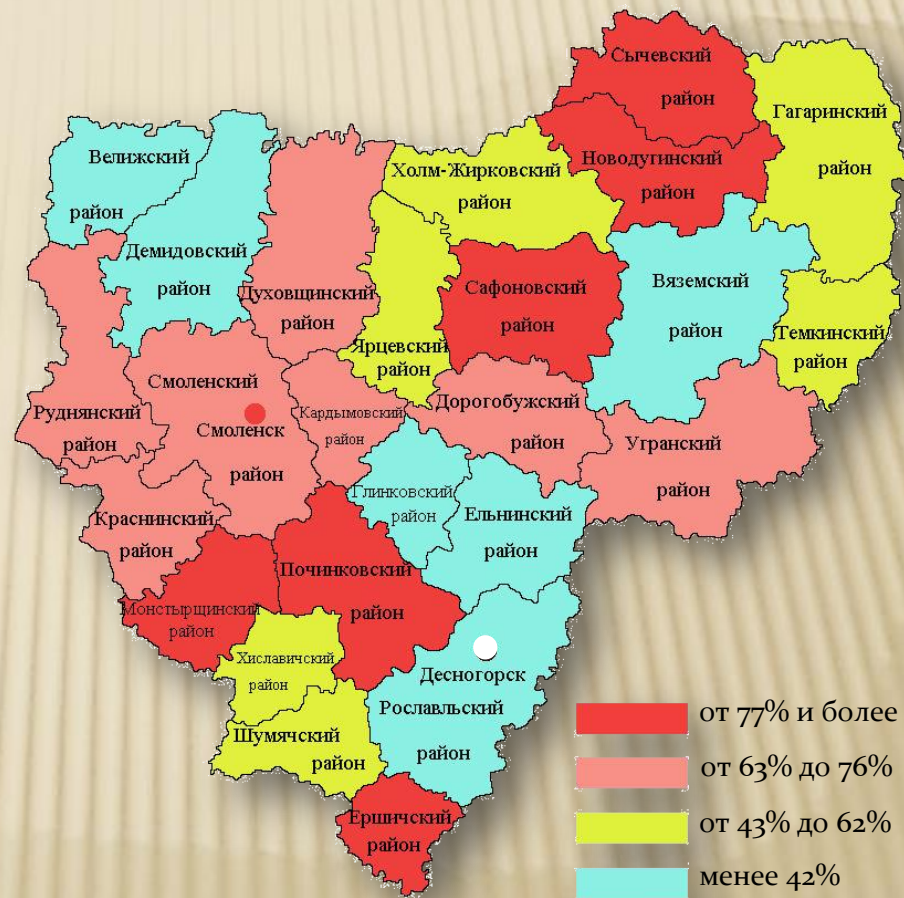 Сычевский
район
Гагаринский
район
Новодугинский
район
Велижский
район
Холм-Жирковский
район
Демидовский
район
Духовщинский
район
Сафоновский
район
Вяземский
район
Темкинский
район
Ярцевский
район
Смоленский
Смоленск
район
Руднянский
район
Кардымовский
район
Дорогобужский
район
Угранский
район
Глинковский
район
Ельнинский
район
Краснинский
район
Починковский
район
Монстырщинский
район
Хиславичский
район
Десногорск
Рославльский
район
Шумячский
район
Ершичский
район
от 77% и более
от 63% до 76%
от 43% до 62%
менее 42%